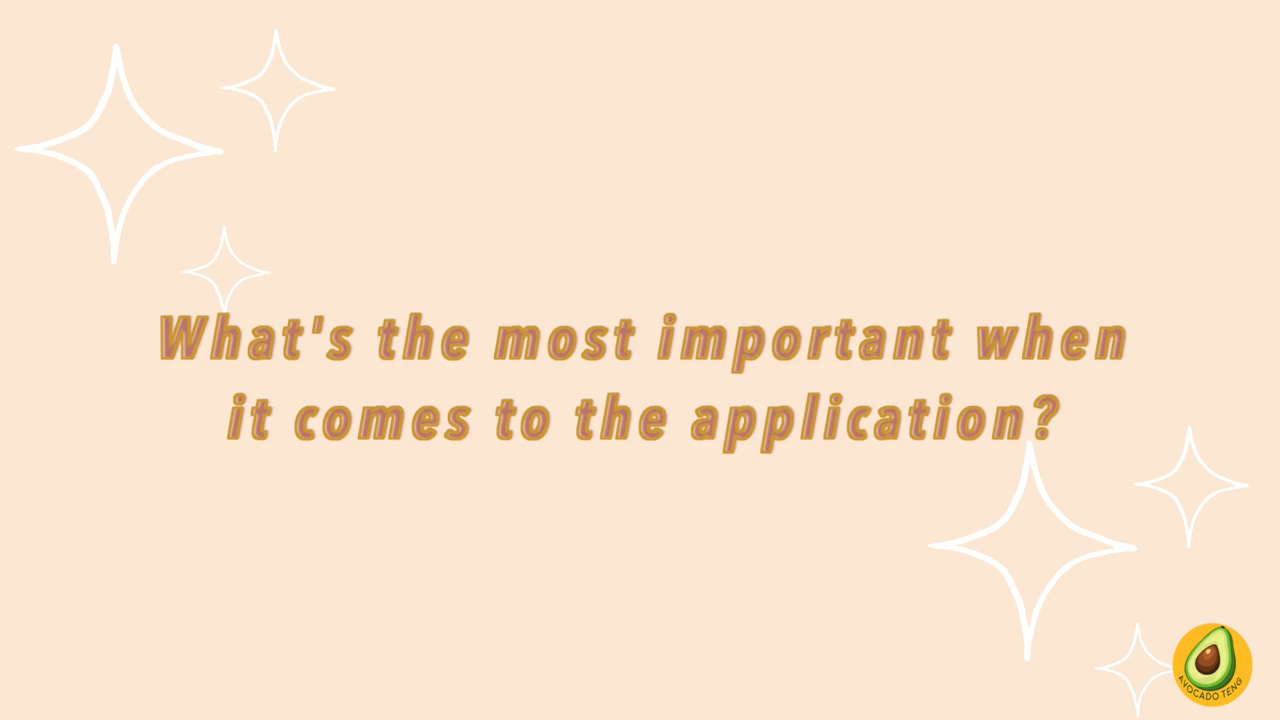 What's the most important when
it comes to the application?
AVOCADO TENG